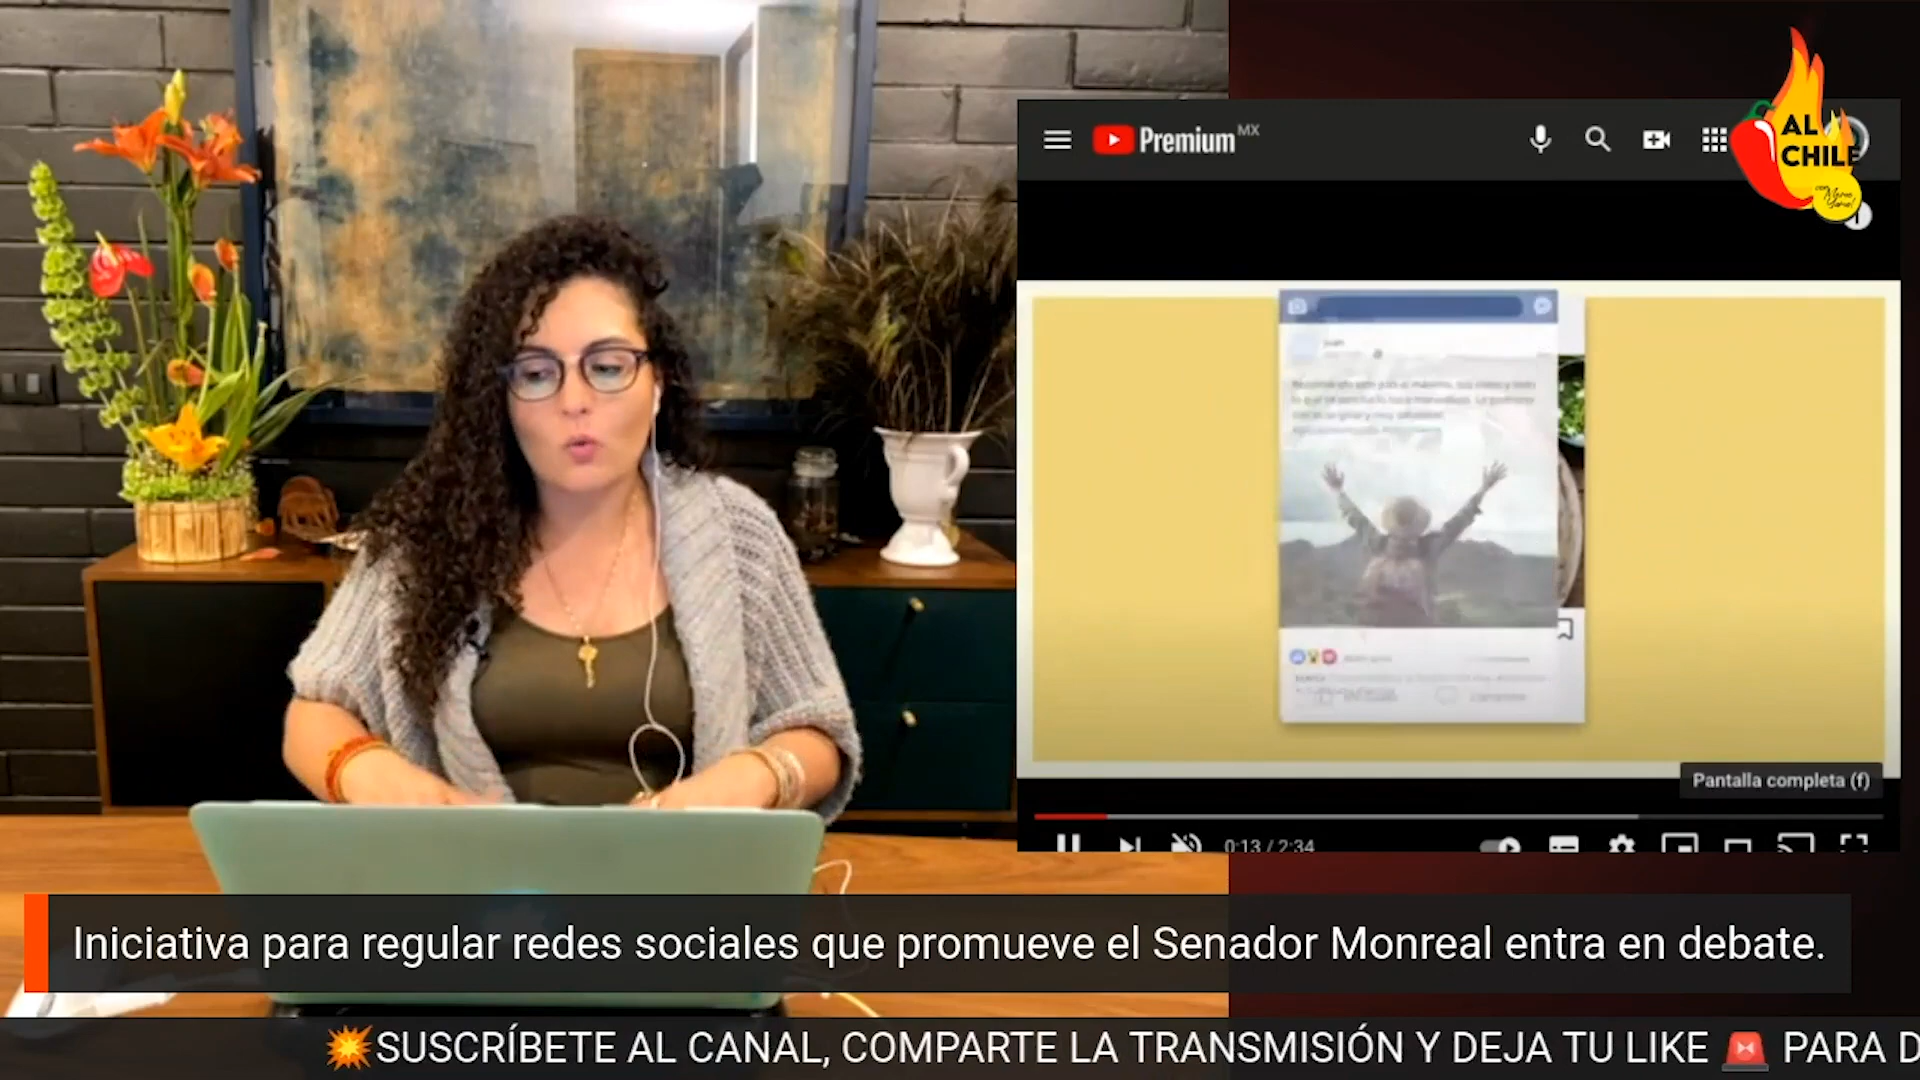 Premium MX
AL
CHILE
con
Pantalla completa (f)
0:13 / 2:34
Iniciativa para regular redes sociales que promueve el Senador Monreal entra en debate.
💥SUSCRÍBETE AL CANAL, COMPARTE LA TRANSMISIÓN Y DEJA TU LIKE 🚨 PARA D